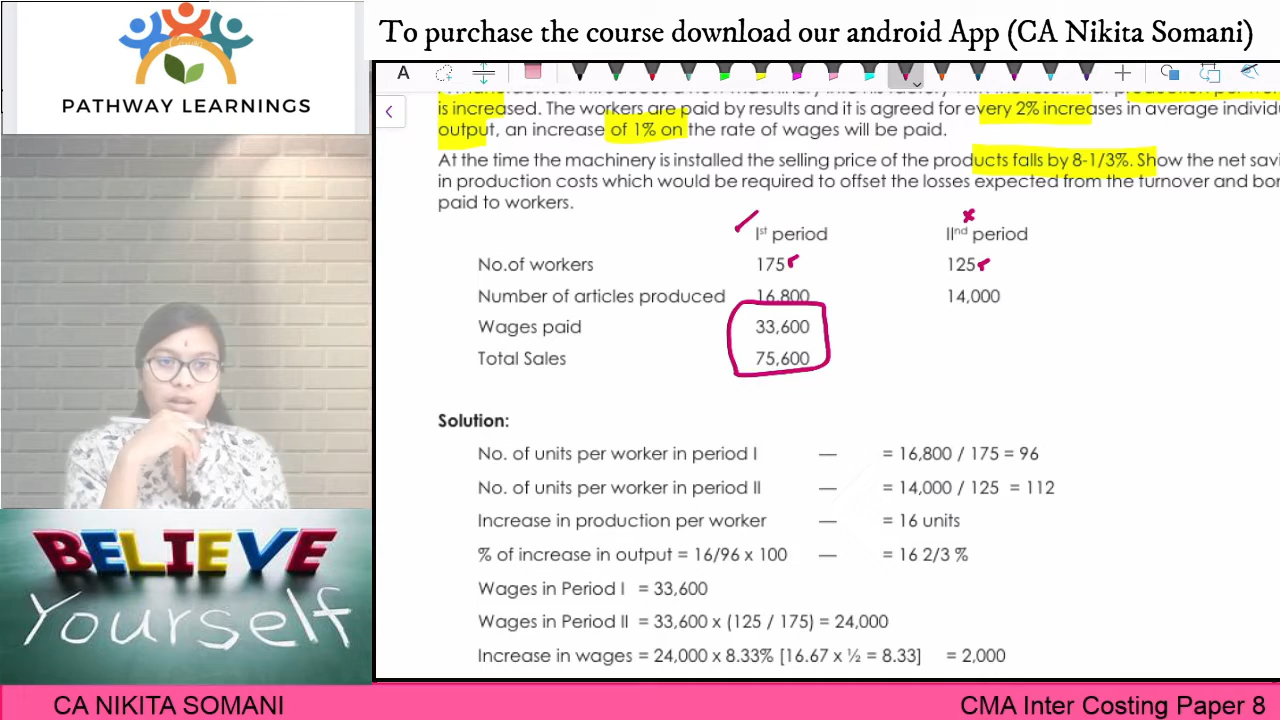 To purchase the course download our android App (CA Nikita Somani)
PATHWAY LEARNINGS
A
is increased. The workers are paid by results and it is agreed for every 2% increases in average
output, an increase of 1% on the rate of wages will be paid.
At the time the machinery is installed the selling price of the products falls by 8-1/3%. Show the net
in production costs which would be required to offset the losses expected from the turnover and
paid to workers.
Ist period IInd period
No.of workers 175 125
Number of articles produced 16,800 14,000
Wages paid 33,600
Total Sales 75,600
Solution:
No. of units per worker in period I — = 16,800 / 175 = 96
No. of units per worker in period II — = 14,000 / 125 = 112
Increase in production per worker — = 16 units
% of increase in output = 16/96 x 100 — = 16 2/3 %
Wages in Period I = 33,600
Wages in Period II = 33,600 x (125 / 175) = 24,000
Increase in wages = 24,000 x 8.33% [16.67 x ½ = 8.33] = 2,000
BELIEVE
Yourself
CA NIKITA SOMANI
CMA Inter Costing Paper 8